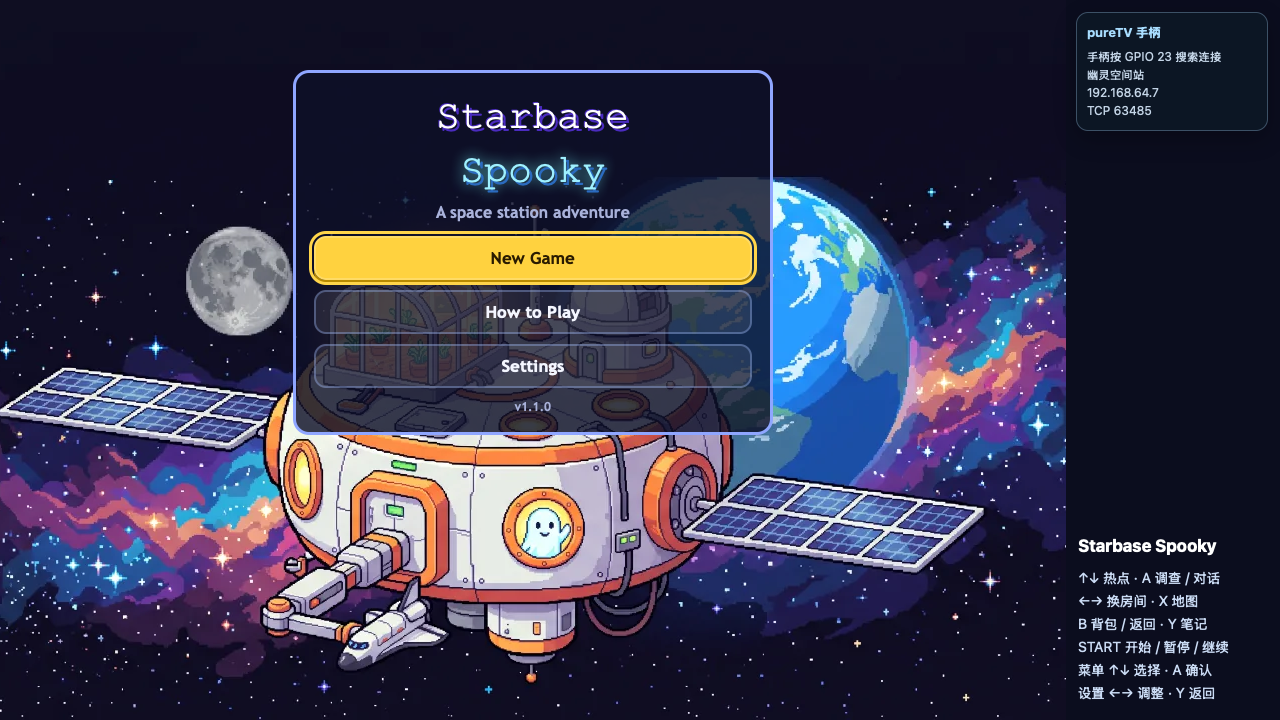 Starbase
Spooky
A space station adventure
New Game
How to Play
Settings
v1.1.0
pureTV 手柄
手柄按 GPIO 23 搜索连接
幽灵空间站
192.168.64.7
TCP 63485
Starbase Spooky
↑↓ 热点 · A 调查 / 对话
←→ 换房间 · X 地图
B 背包 / 返回 · Y 笔记
START 开始 / 暂停 / 继续
菜单 ↑↓ 选择 · A 确认
设置 ←→ 调整 · Y 返回